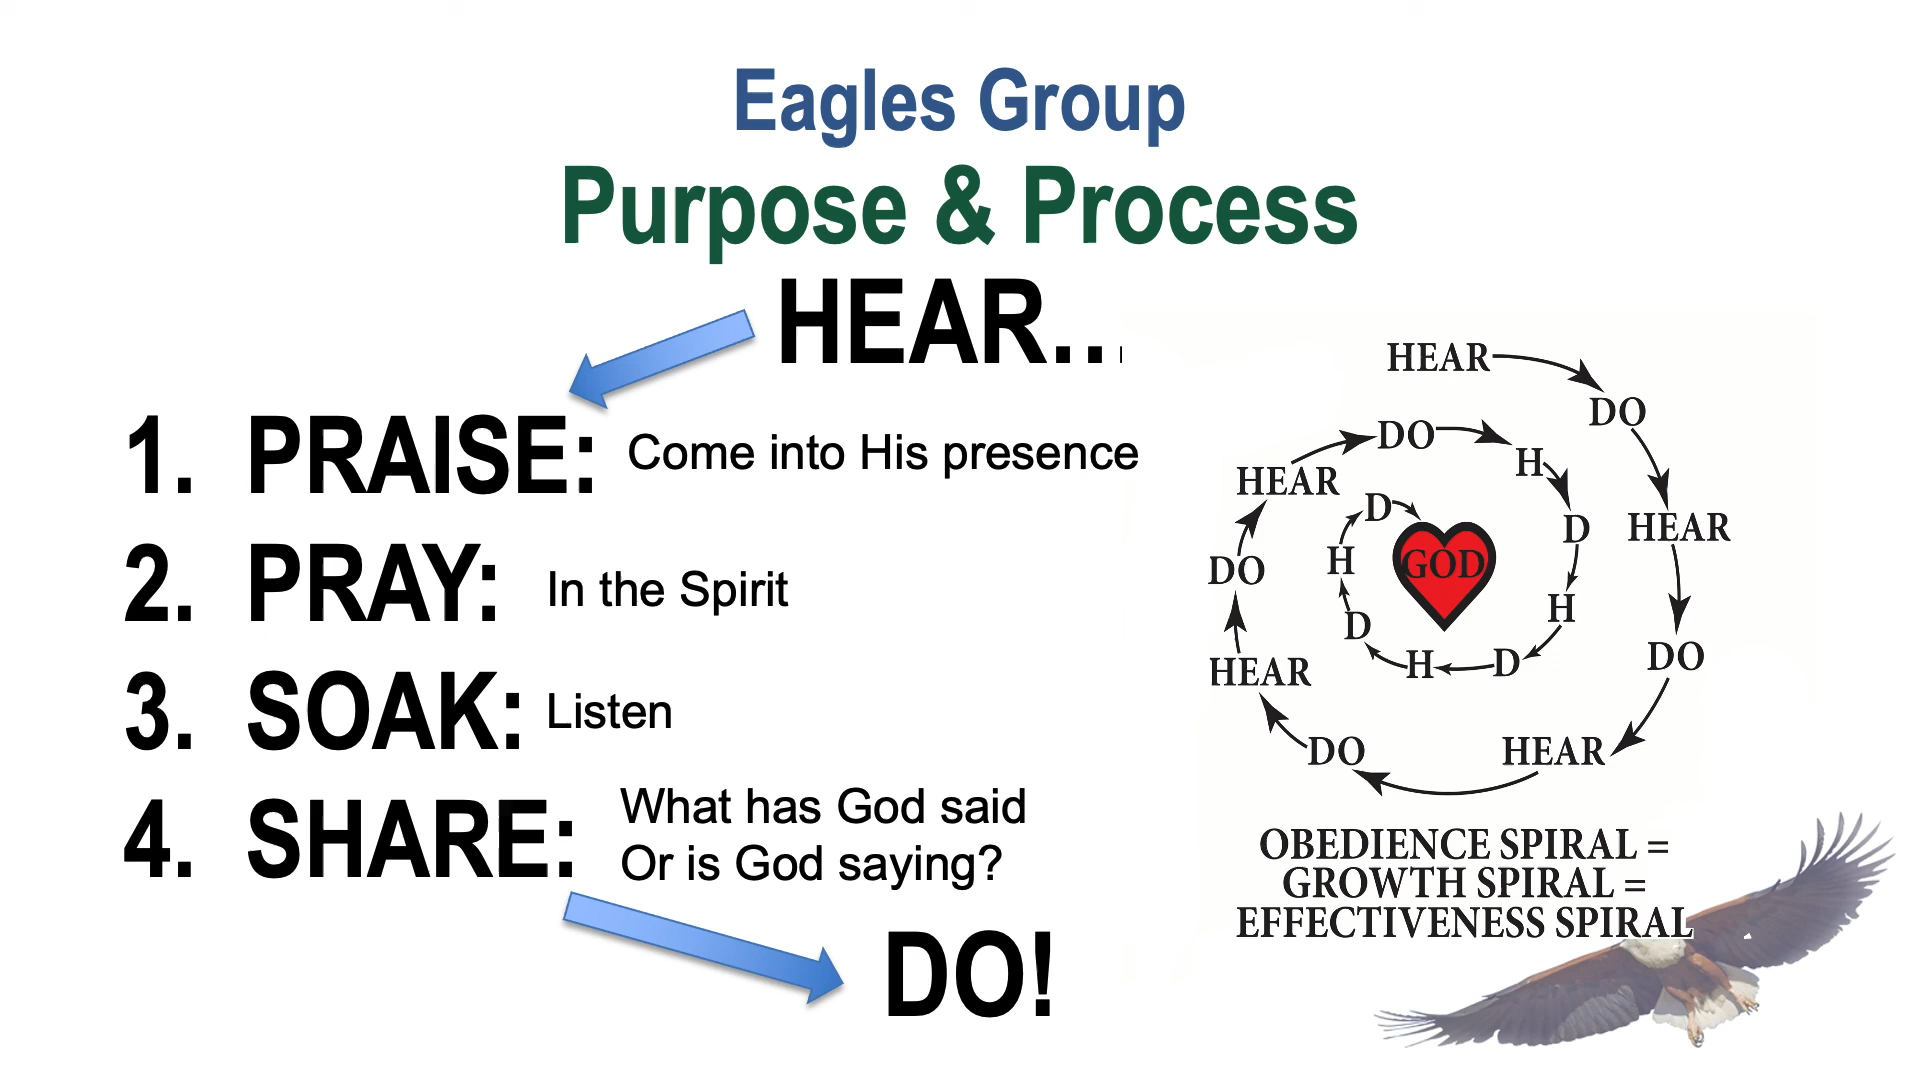 Eagles Group
Purpose & Process
HEAR…
1. PRAISE: Come into His presence
2. PRAY: In the Spirit
3. SOAK: Listen
4. SHARE: What has God said
Or is God saying?
DO!
HEAR
DO
HEAR
DO
HEAR
DO
HEAR
DO
HEAR
DO
H
D
H
D
H
D
H
D
GOD
OBEDIENCE SPIRAL =
GROWTH SPIRAL =
EFFECTIVENESS SPIRAL